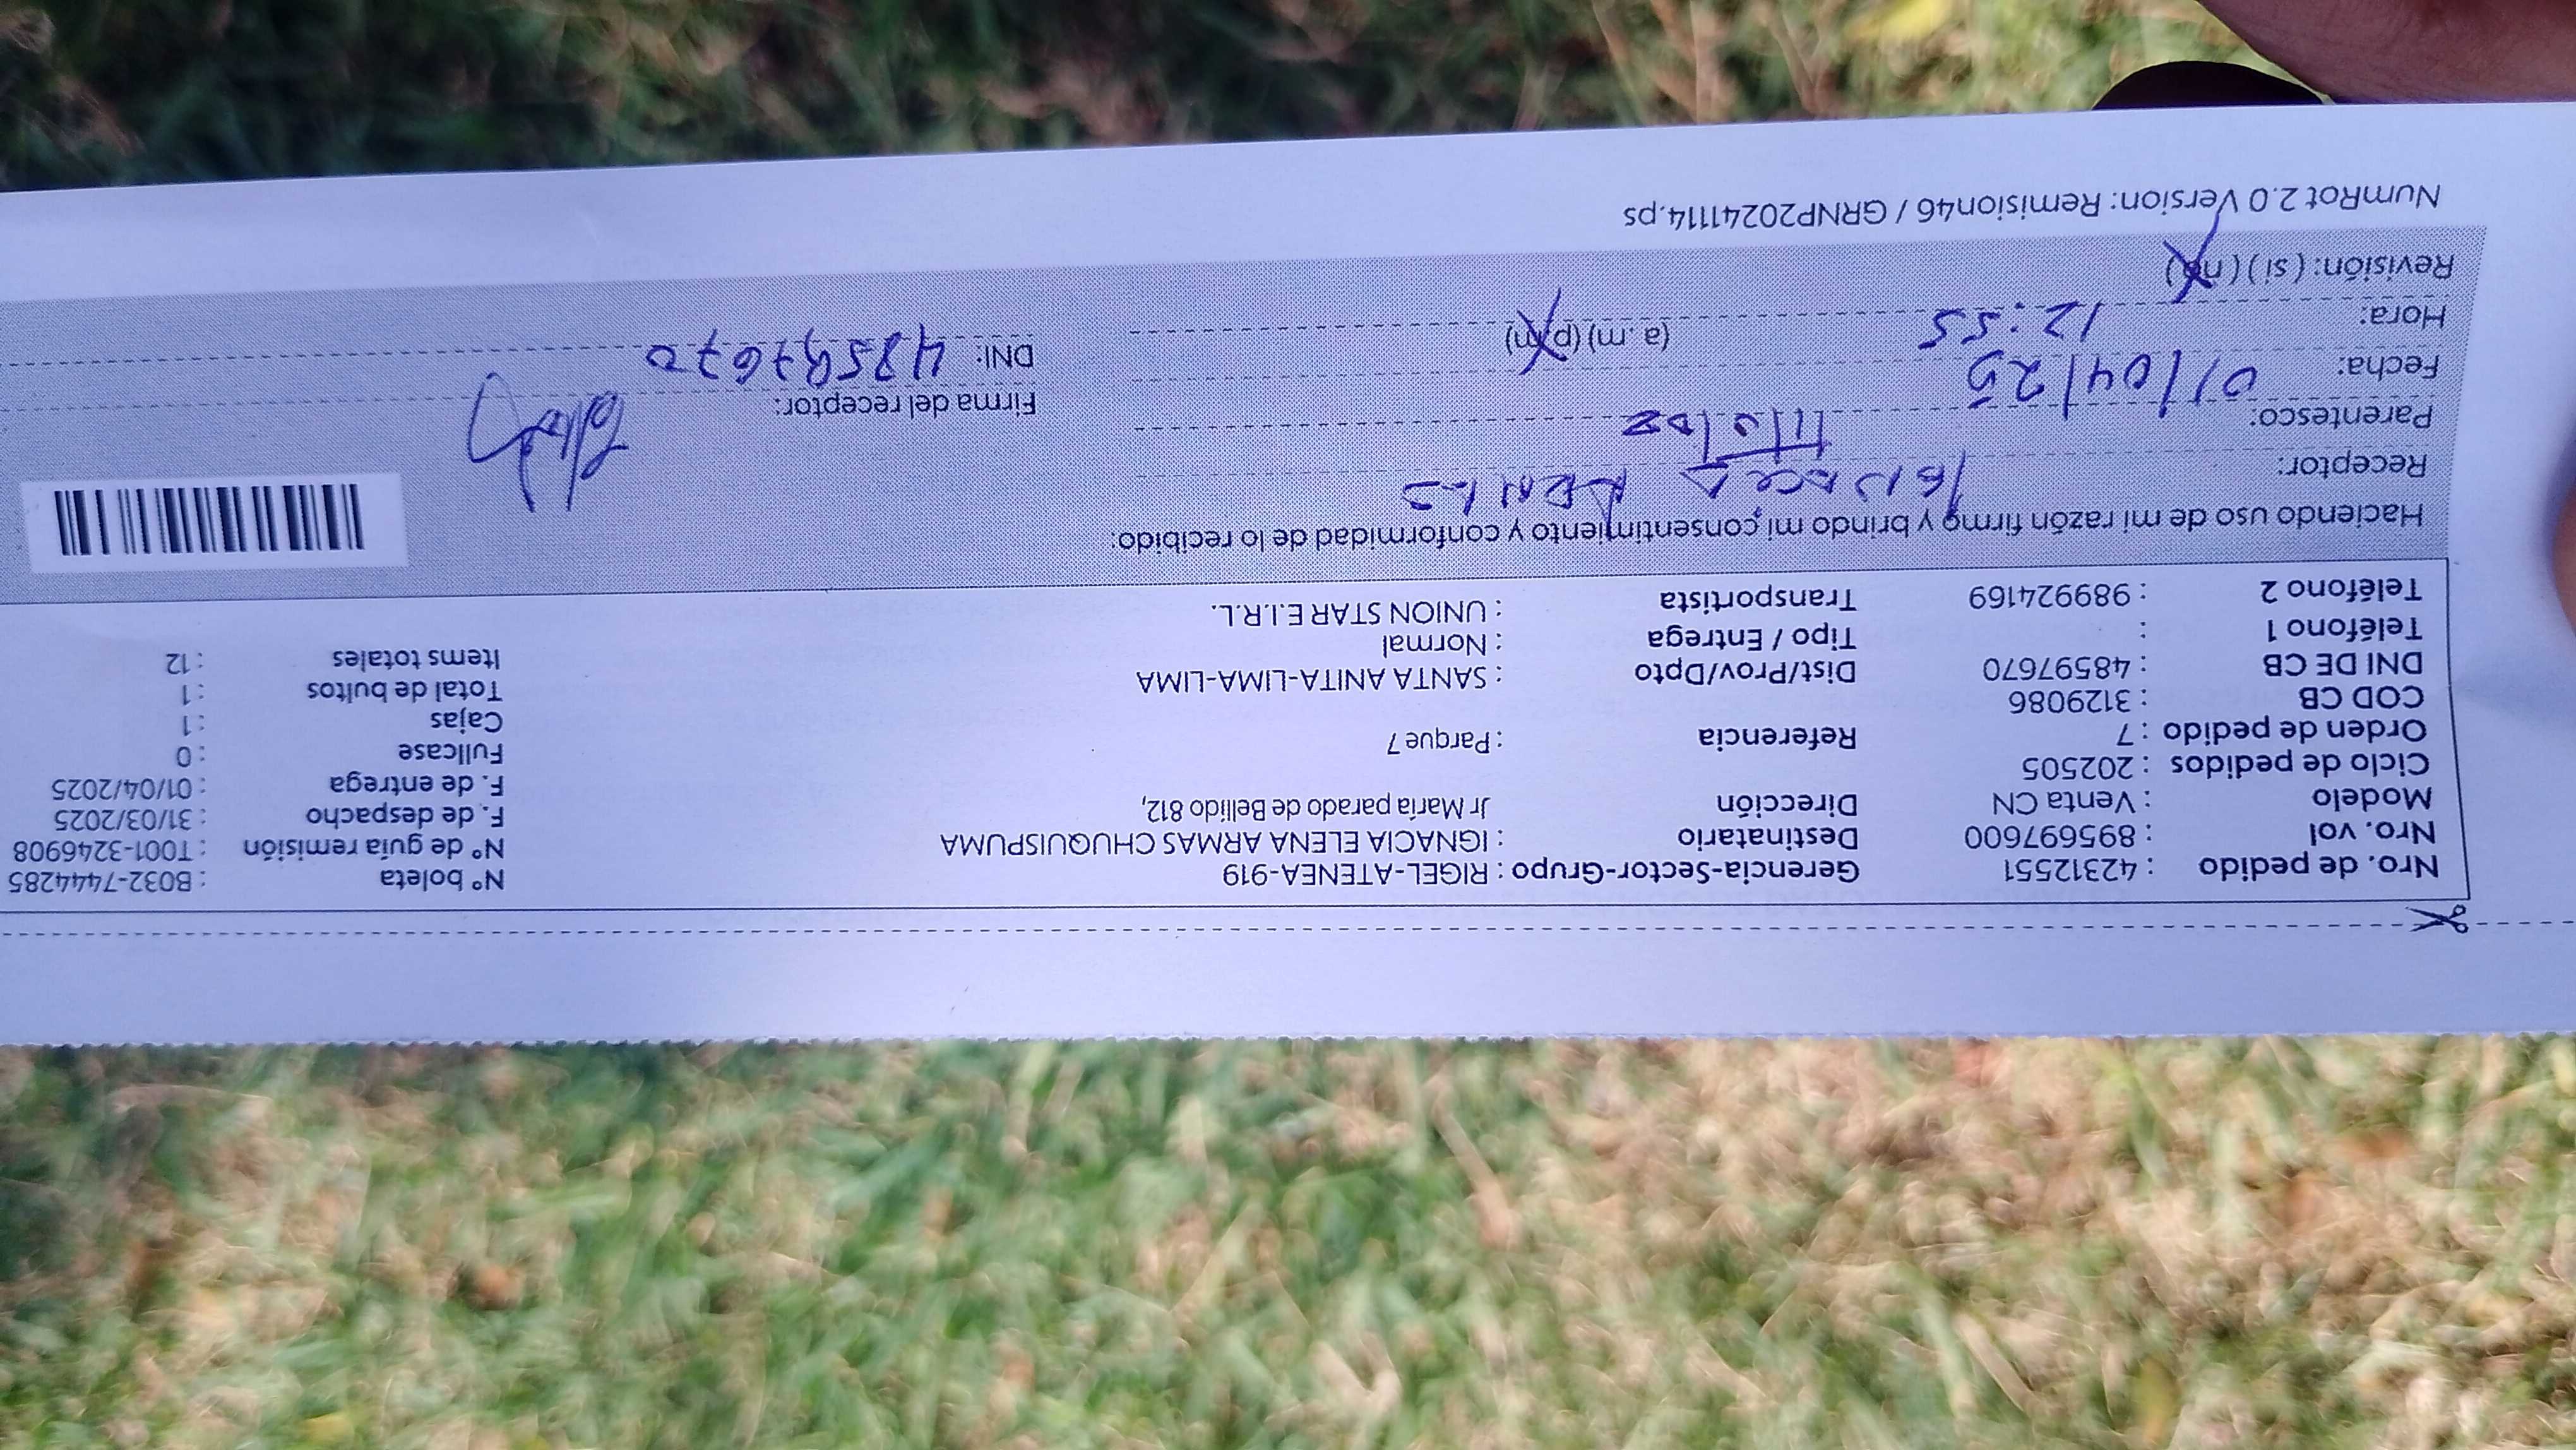 Nro. de pedido : 42312551 Gerencia-Sector-Grupo : RIGEL-ATENEA-919 N° boleta : B032-7444285
Nro. vol : 895697600 Destinatario : IGNACIA ELENA ARMAS CHUQUISPUMA N° de guía remisión : T001-3246908
Modelo : Venta CN Dirección Jr María parado de Bellido 812, F. de despacho : 31/03/2025
Ciclo de pedidos : 202505 F. de entrega : 01/04/2025
Orden de pedido : 7 Referencia : Parque 7 Fullcase : 0
COD CB : 3129086 Cajas : 1
DNI DE CB : 48597670 Dist/Prov/Dpto : SANTA ANITA-LIMA-LIMA Total de bultos : 1
Teléfono 1 : Tipo / Entrega : Normal Items totales : 12
Teléfono 2 : 989924169 Transportista : UNION STAR E.I.R.L.
Haciendo uso de mi razón firmo y brindo mi consentimiento y conformidad de lo recibido:
Receptor:
Parentesco: titular Firma del receptor:
Fecha: 01/04/25 DNI: 48597670
Hora: 12:55 (a. m) (p. m)
Revisión: ( si ) ( no )
NumRot 2.0 Version: Remision46 / GRNP20241114.ps